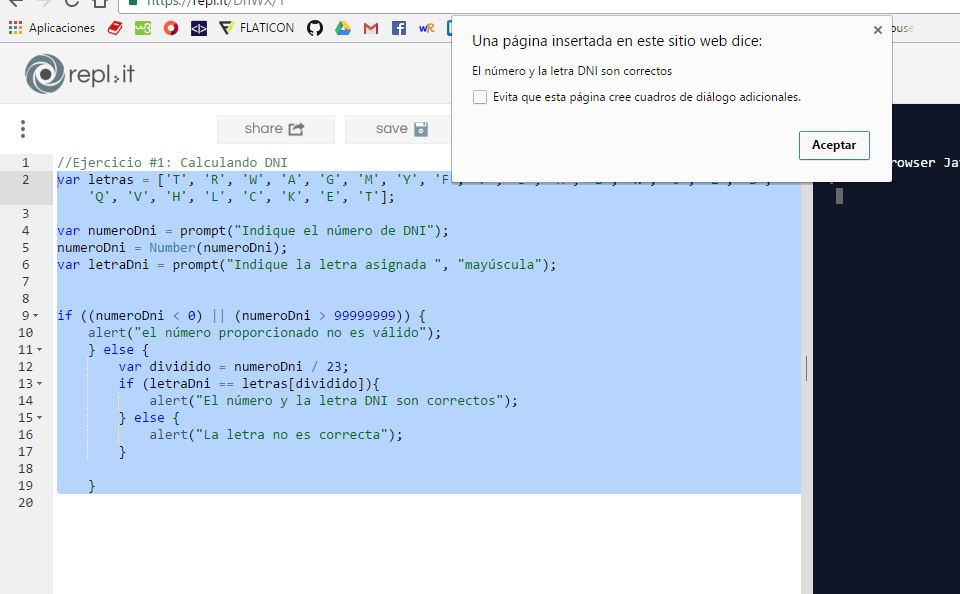 https://repl.it/DnWX/1
Aplicaciones FLATICON
Una página insertada en este sitio web dice:
El número y la letra DNI son correctos
Evita que esta página cree cuadros de diálogo adicionales.
Aceptar
repl.it
share save
1 //Ejercicio #1: Calculando DNI
2 var letras = ['T', 'R', 'W', 'A', 'G', 'M', 'Y', 'F',
'Q', 'V', 'H', 'L', 'C', 'K', 'E', 'T'];
3
4 var numeroDni = prompt("Indique el número de DNI");
5 numeroDni = Number(numeroDni);
6 var letraDni = prompt("Indique la letra asignada ", "mayúscula");
7
8
9 if ((numeroDni < 0) || (numeroDni > 99999999)) {
10 alert("el número proporcionado no es válido");
11 } else {
12 var dividido = numeroDni / 23;
13 if (letraDni == letras[dividido]){
14 alert("El número y la letra DNI son correctos");
15 } else {
16 alert("La letra no es correcta");
17 }
18
19 }
20